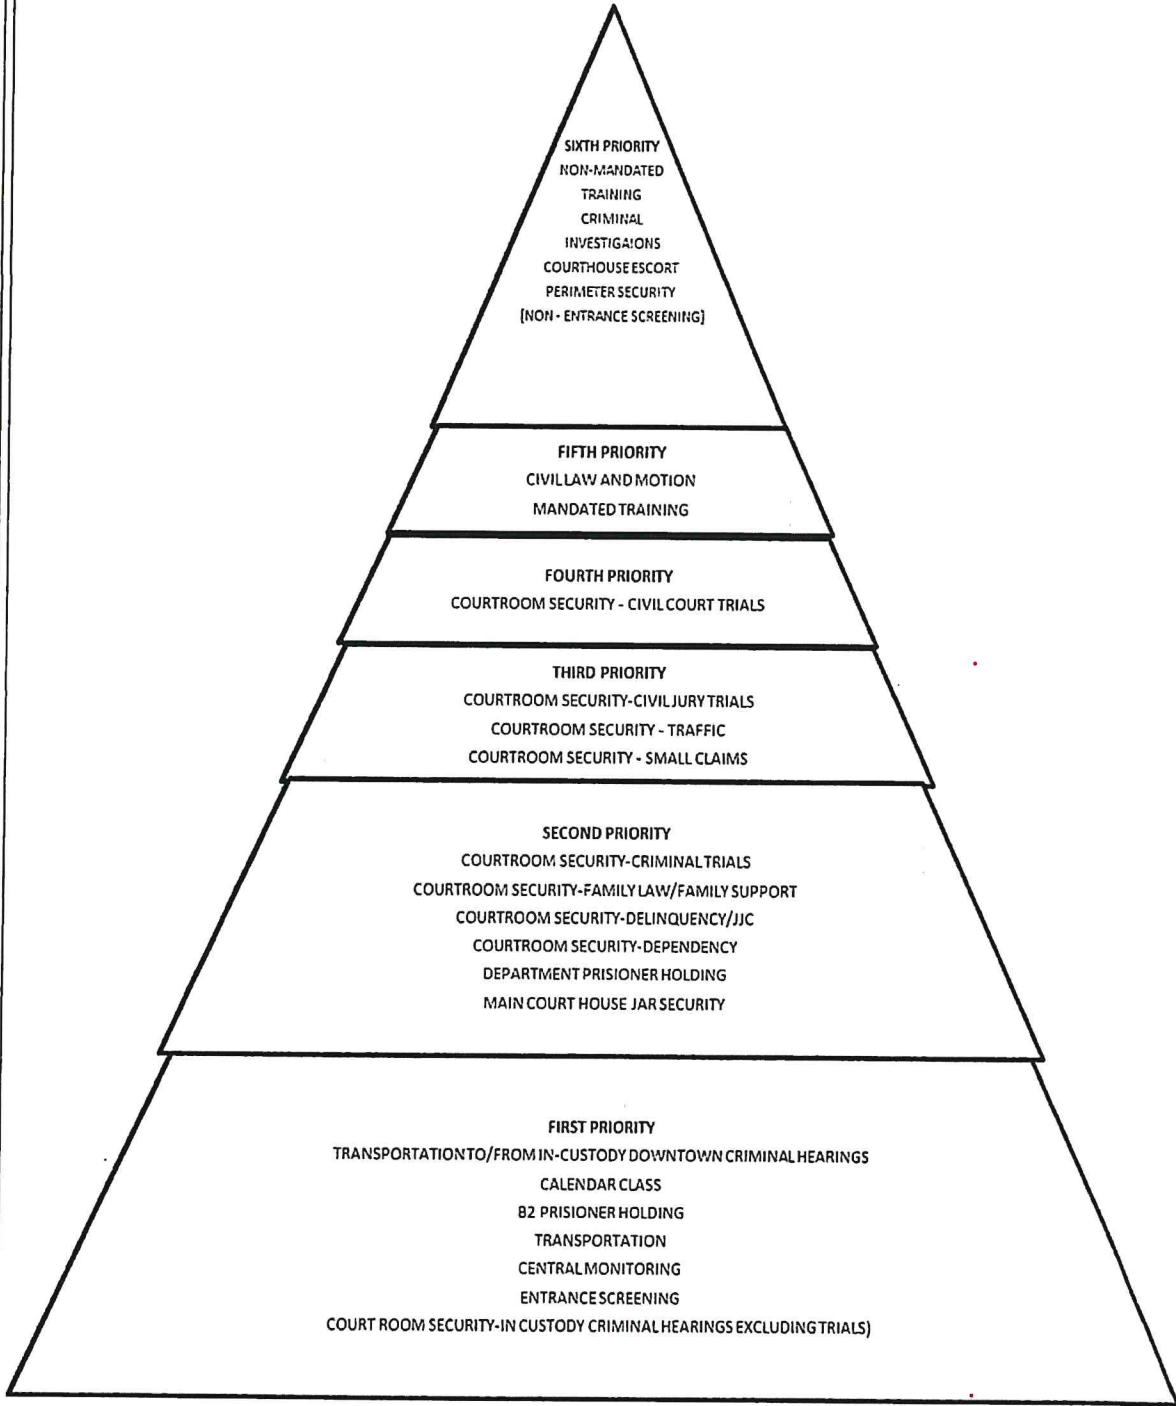 SIXTH PRIORITY
NON-MANDATED
TRAINING
CRIMINAL
INVESTIGAIONS
COURTHOUSE ESCORT
PERIMETER SECURITY
[NON - ENTRANCE SCREENING]
FIFTH PRIORITY
CIVIL LAW AND MOTION
MANDATED TRAINING
FOURTH PRIORITY
COURTROOM SECURITY - CIVIL COURT TRIALS
THIRD PRIORITY
COURTROOM SECURITY-CIVIL JURY TRIALS
COURTROOM SECURITY - TRAFFIC
COURTROOM SECURITY - SMALL CLAIMS
SECOND PRIORITY
COURTROOM SECURITY-CRIMINAL TRIALS
COURTROOM SECURITY-FAMILY LAW/FAMILY SUPPORT
COURTROOM SECURITY-DELINQUENCY/JJC
COURTROOM SECURITY-DEPENDENCY
DEPARTMENT PRISIONER HOLDING
MAIN COURT HOUSE JAR SECURITY
FIRST PRIORITY
TRANSPORTATION TO/FROM IN-CUSTODY DOWNTOWN CRIMINAL HEARINGS
CALENDAR CLASS
B2 PRISIONER HOLDING
TRANSPORTATION
CENTRAL MONITORING
ENTRANCE SCREENING
COURT ROOM SECURITY-IN CUSTODY CRIMINAL HEARINGS EXCLUDING TRIALS)